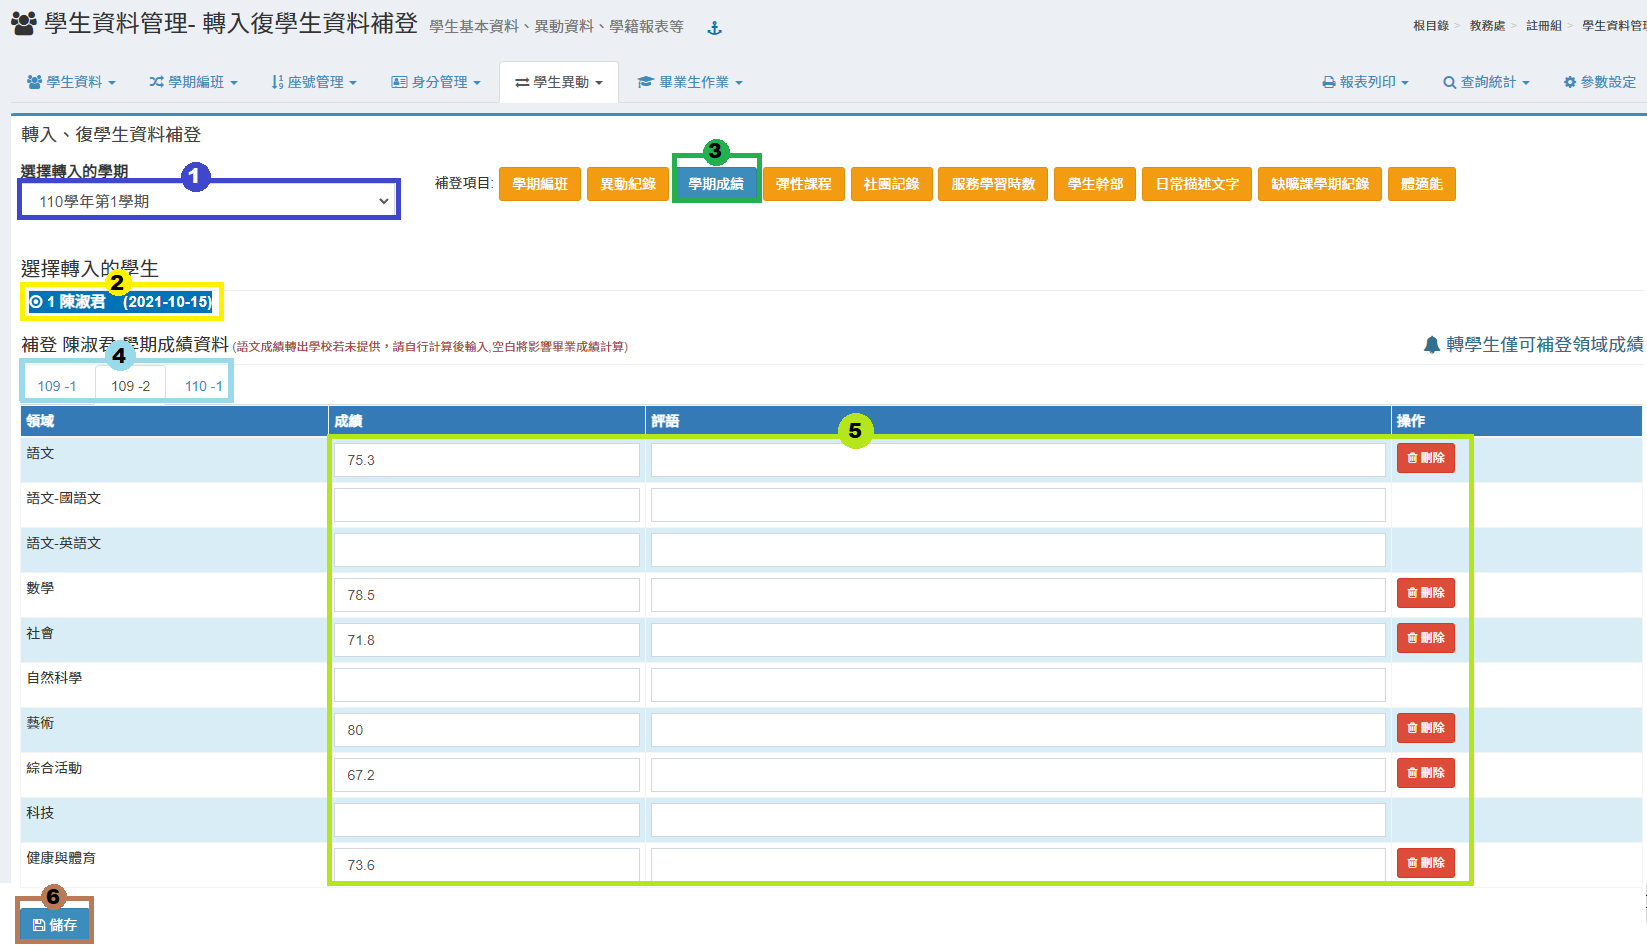 學生資料管理- 轉入復學生資料補登 學生基本資料、異動資料、學籍報表等
根目錄 > 教務處 > 註冊組 > 學生資料管
學生資料 學期編班 座號管理 身分管理 學生異動 畢業生作業 報表列印 查詢統計 參數設定
轉入、復學生資料補登
選擇轉入的學期
1
3
110學年第1學期
補登項目: 學期編班 異動紀錄 學期成績 彈性課程 社團記錄 服務學習時數 學生幹部 日常描述文字 缺曠課學期紀錄 體適能
選擇轉入的學生
2
1 陳淑君 (2021-10-15)
補登 陳淑君 學期成績資料 (語文成績轉出學校若未提供，請自行計算後輸入,空白將影響畢業成績計算)
轉學生僅可補登領域成績
4
109 -1 109 -2 110 -1
領域 成績 評語 操作
5
語文 75.3 刪除
語文-國語文
語文-英語文
數學 78.5 刪除
社會 71.8 刪除
自然科學
藝術 80 刪除
綜合活動 67.2 刪除
科技
健康與體育 73.6 刪除
6
儲存